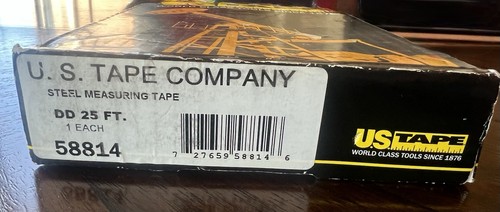 U. S. TAPE COMPANY
STEEL MEASURING TAPE
DD 25 FT.
1 EACH
58814
7 27659 58814 6
US TAPE
WORLD CLASS TOOLS SINCE 1876